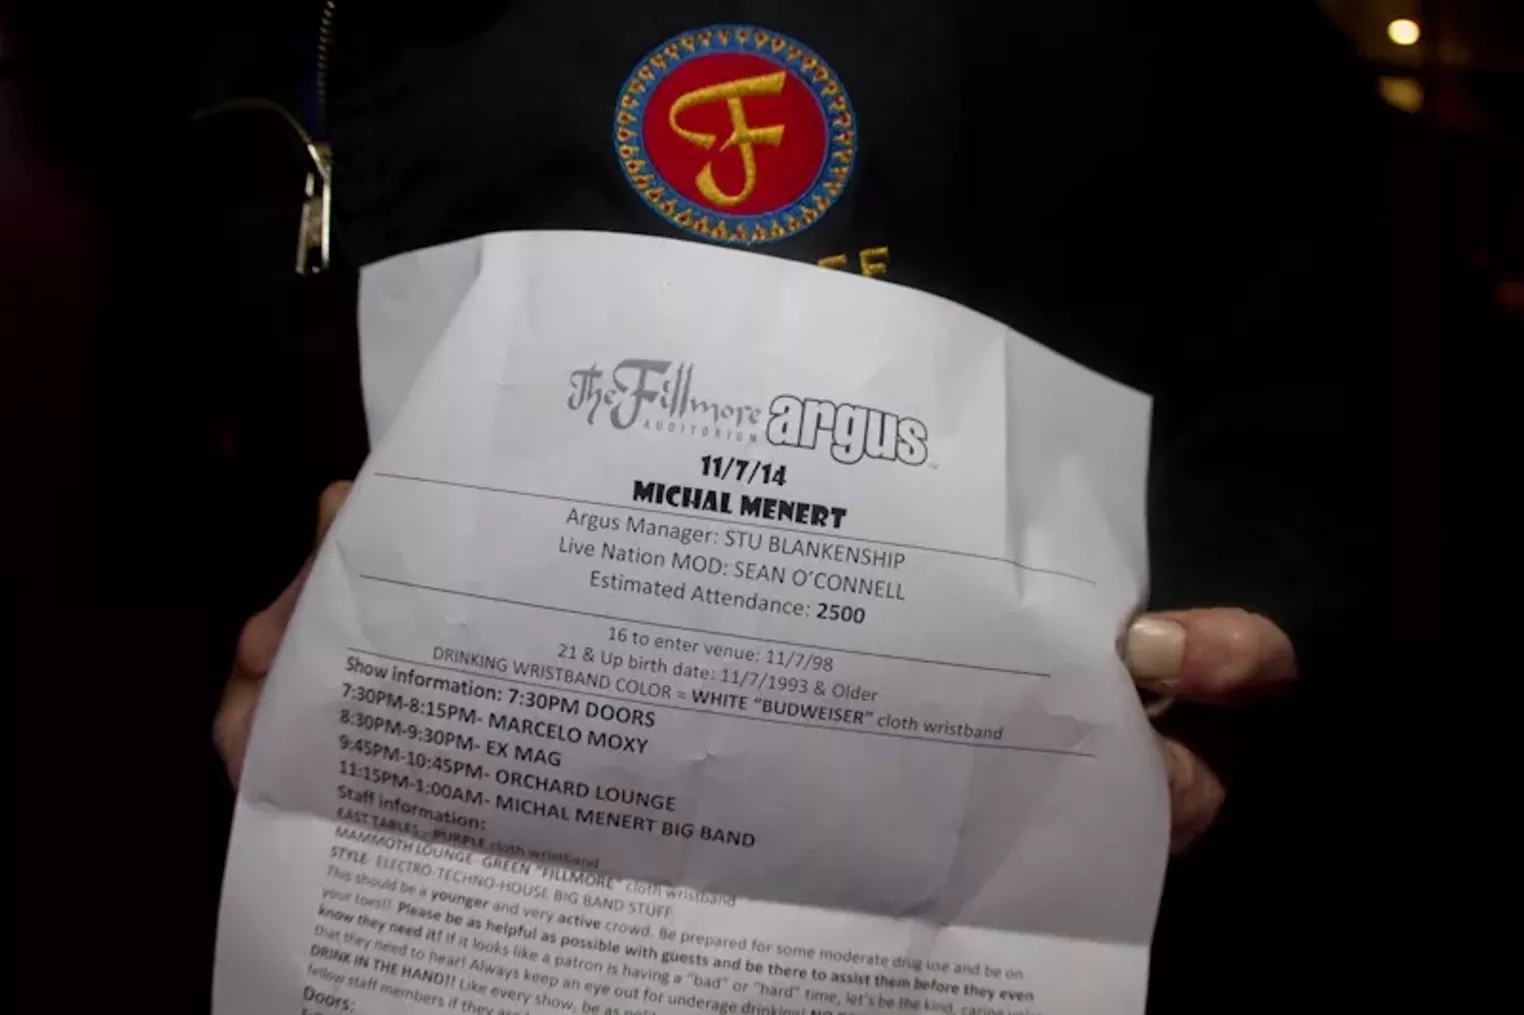 F
EE
The Fillmore
AUDITORIUM
argus™
11/7/14
MICHAL MENERT
Argus Manager: STU BLANKENSHIP
Live Nation MOD: SEAN O'CONNELL
Estimated Attendance: 2500
16 to enter venue: 11/7/98
21 & Up birth date: 11/7/1993 & Older
DRINKING WRISTBAND COLOR = WHITE "BUDWEISER" cloth wristband
Show information: 7:30PM DOORS
7:30PM-8:15PM- MARCELO MOXY
8:30PM-9:30PM- EX MAG
9:45PM-10:45PM- ORCHARD LOUNGE
11:15PM-1:00AM- MICHAL MENERT BIG BAND
Staff information:
EAST TABLES - PURPLE cloth wristband
MAMMOTH LOUNGE- GREEN "FILLMORE" cloth wristband
STYLE- ELECTRO-TECHNO-HOUSE BIG BAND STUFF
This should be a younger and very active crowd. Be prepared for some moderate drug use and be on
your toes!! Please be as helpful as possible with guests and be there to assist them before they even
know they need it! If it looks like a patron is having a "bad" or "hard" time, let's be the kind, caring
that they need to hear! Always keep an eye out for underage drinking!
DRINK IN THE HAND!! Like every show, be as
fellow staff members if they are
Doors: